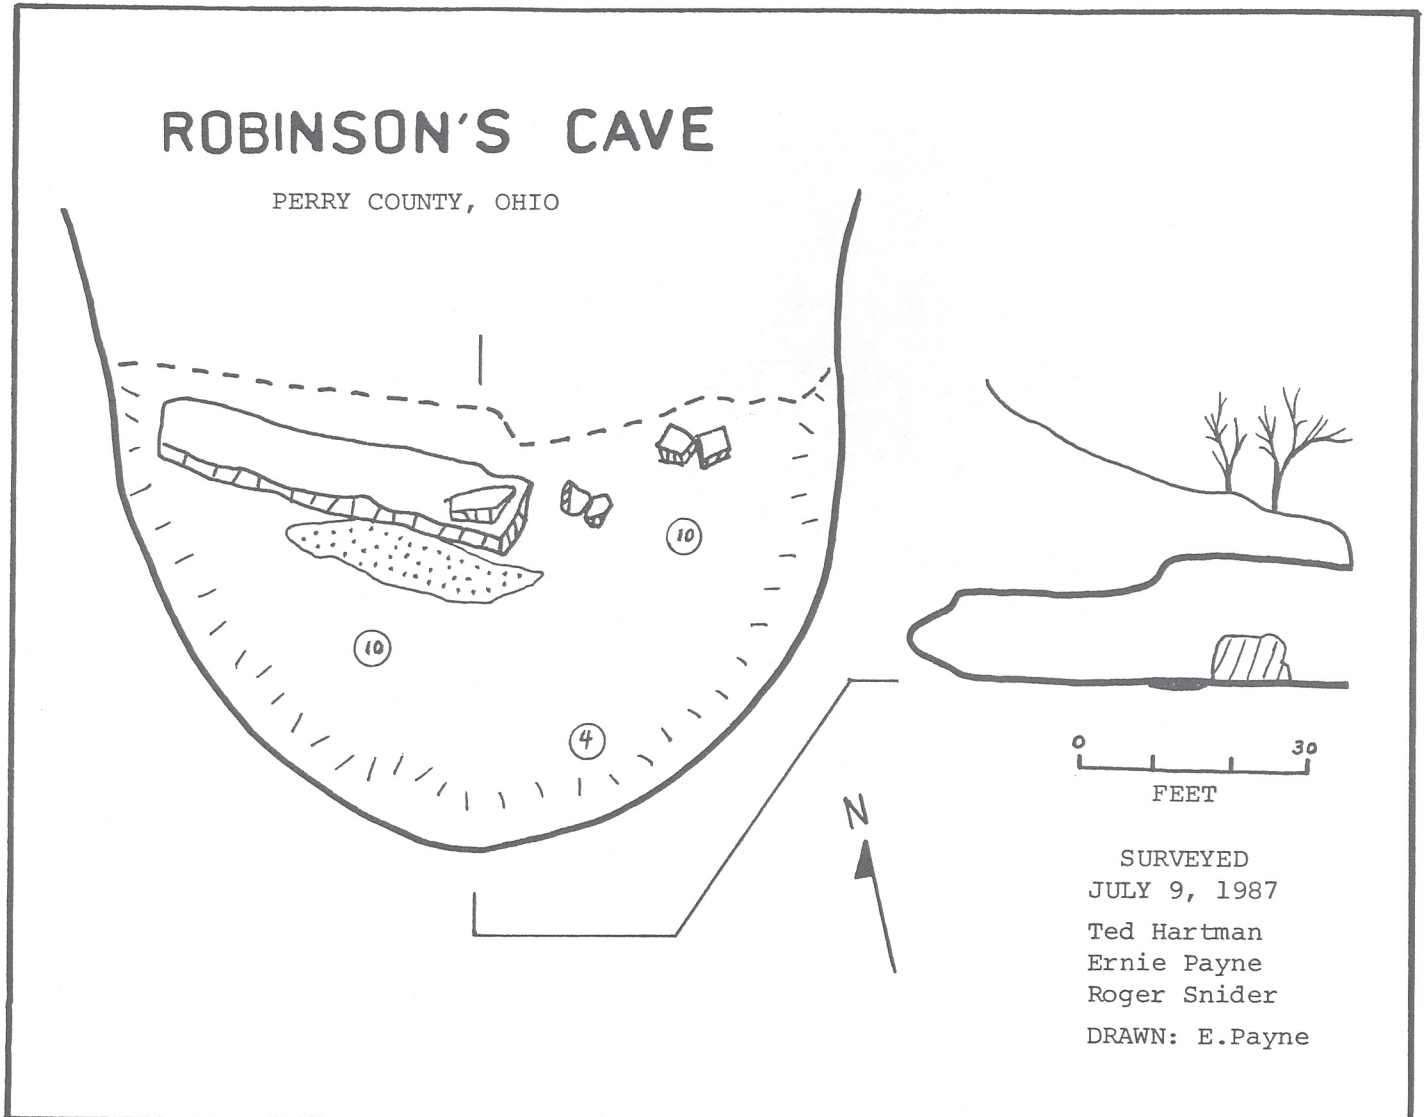 ROBINSON'S CAVE
PERRY COUNTY, OHIO
10
10
4
0 30
FEET
N
SURVEYED
JULY 9, 1987
Ted Hartman
Ernie Payne
Roger Snider
DRAWN: E.Payne